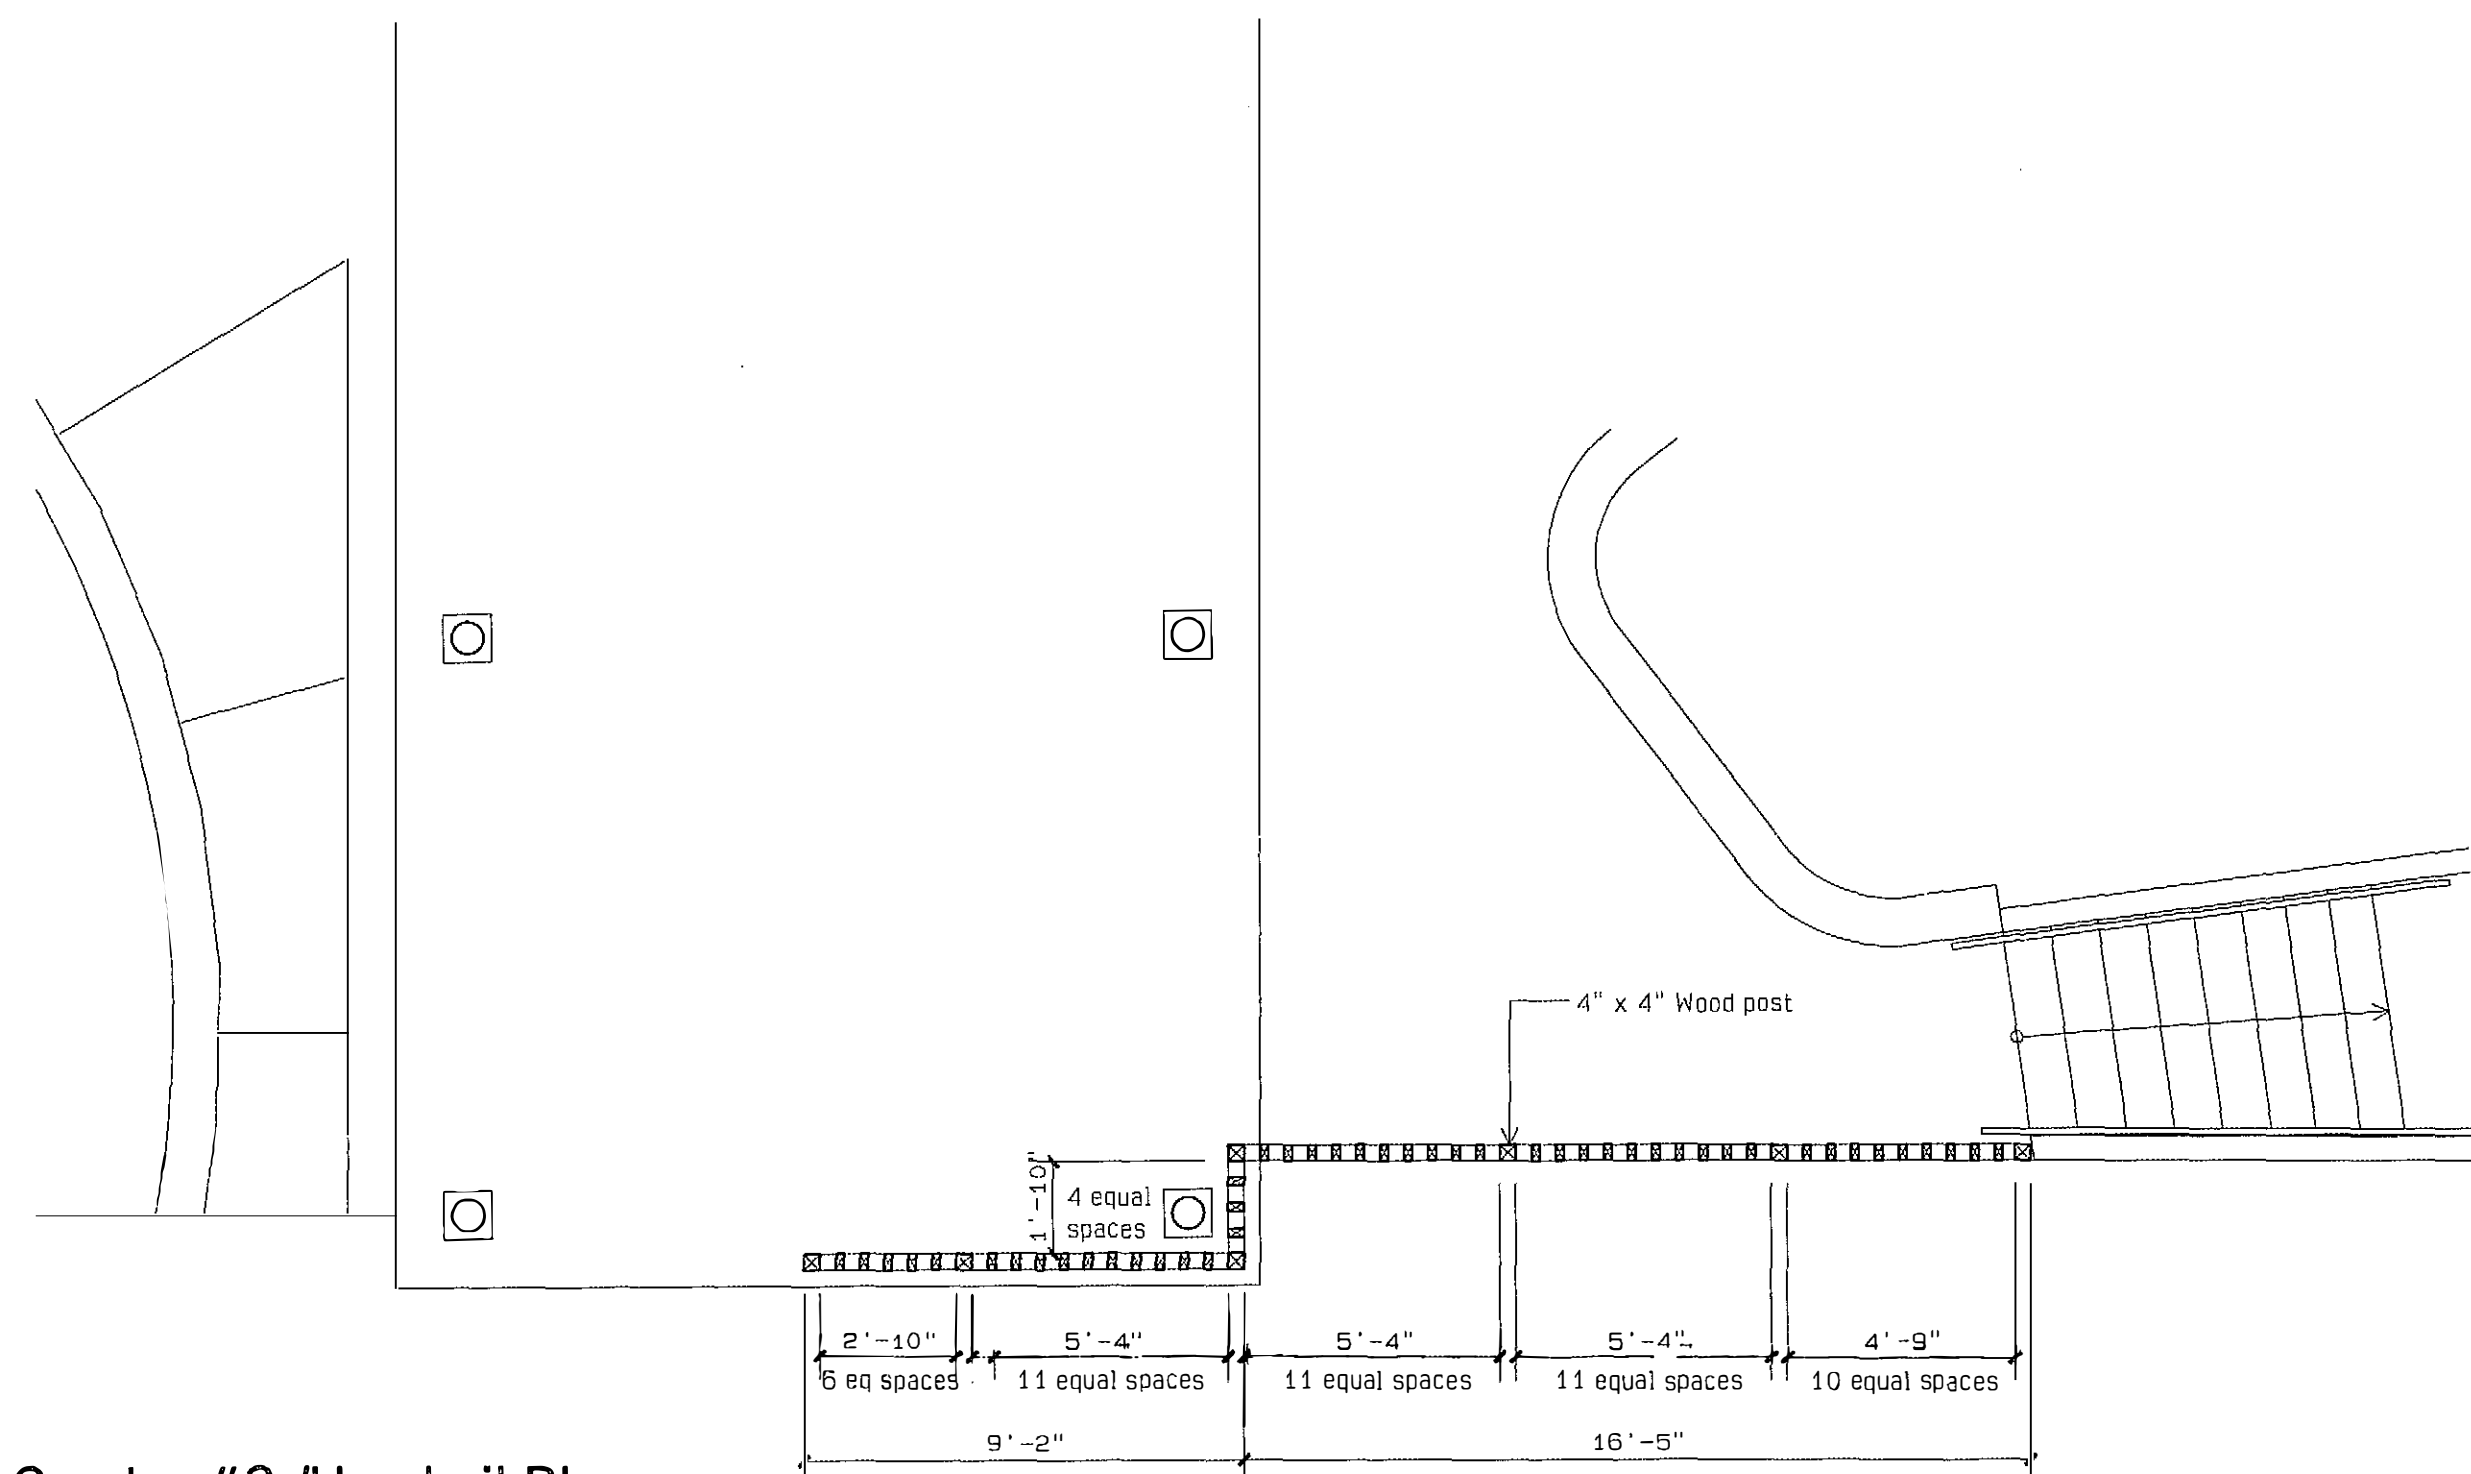 4" x 4" Wood post
1'-10"
4 equal
spaces
2'-10"
5'-4"
5'-4"
5'-4"
4'-9"
6 eq spaces
11 equal spaces
11 equal spaces
11 equal spaces
10 equal spaces
9'-2"
16'-5"